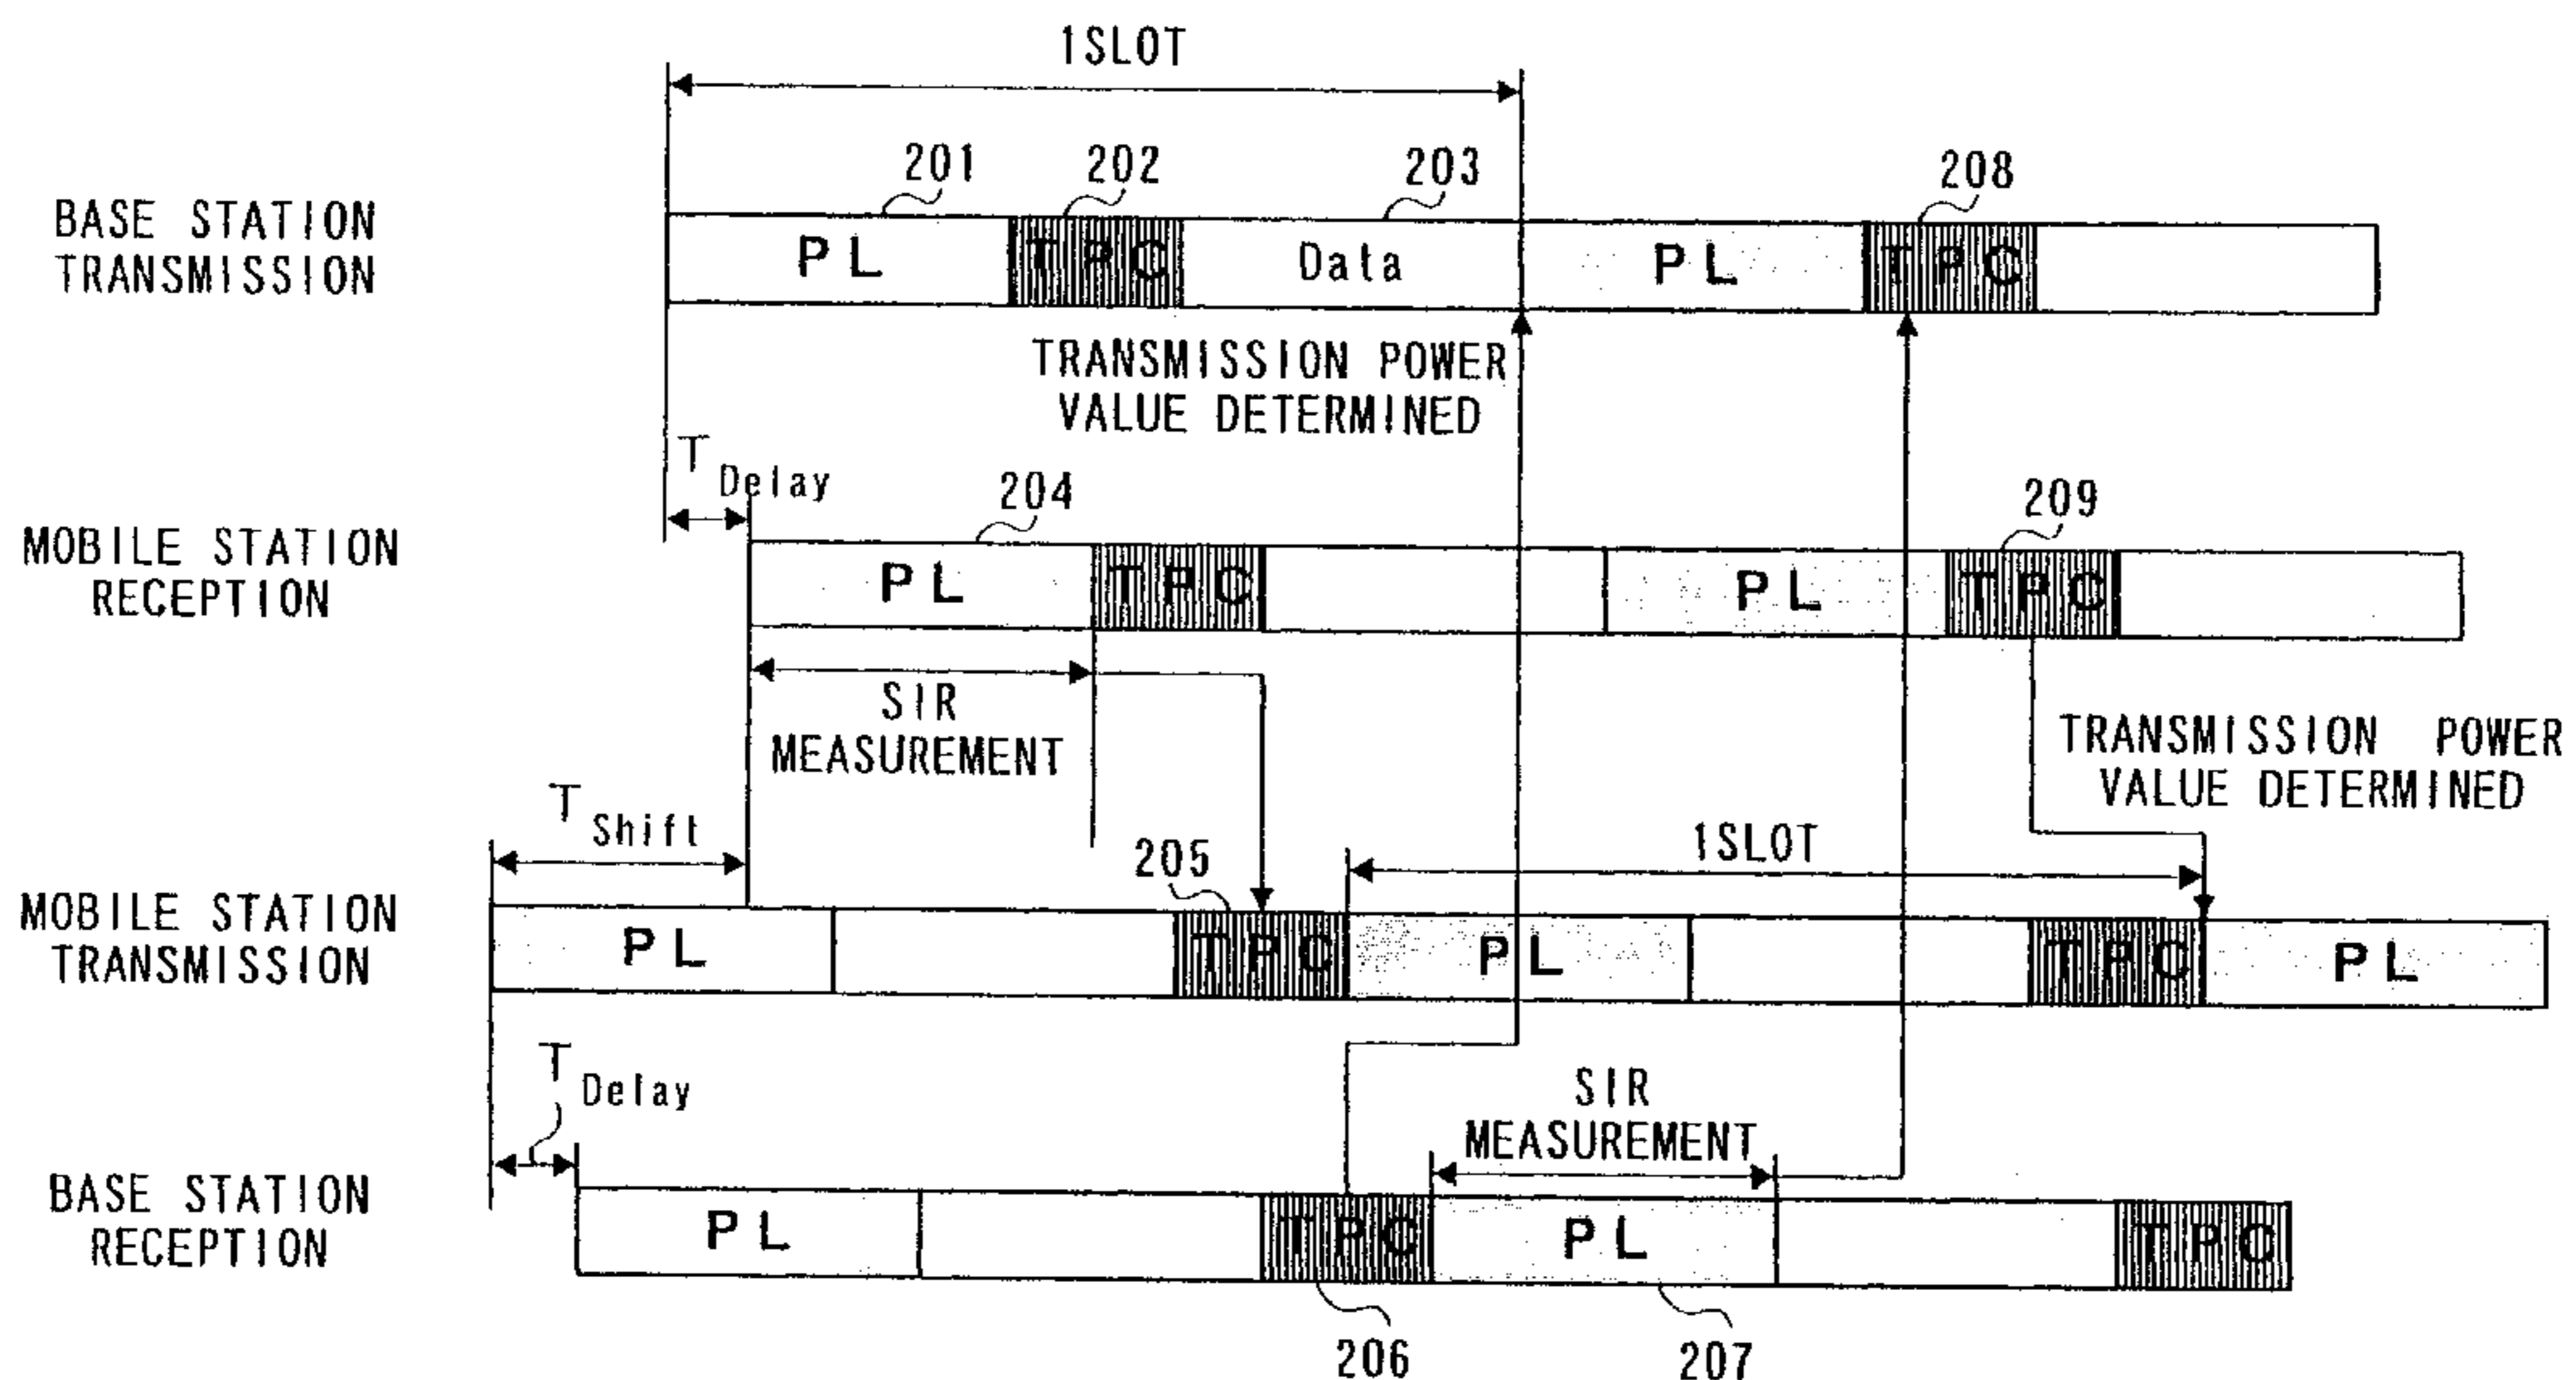 1SLOT
201
202
203
208
BASE STATION
TRANSMISSION
PL
TPC
Data
PL
TPC
TRANSMISSION POWER
VALUE DETERMINED
T Delay
204
209
MOBILE STATION
RECEPTION
PL
TPC
PL
TPC
SIR
MEASUREMENT
TRANSMISSION POWER
VALUE DETERMINED
T Shift
205
1SLOT
MOBILE STATION
TRANSMISSION
PL
TPC
PL
TPC
PL
T Delay
SIR
MEASUREMENT
BASE STATION
RECEPTION
PL
TPC
PL
TPC
206
207